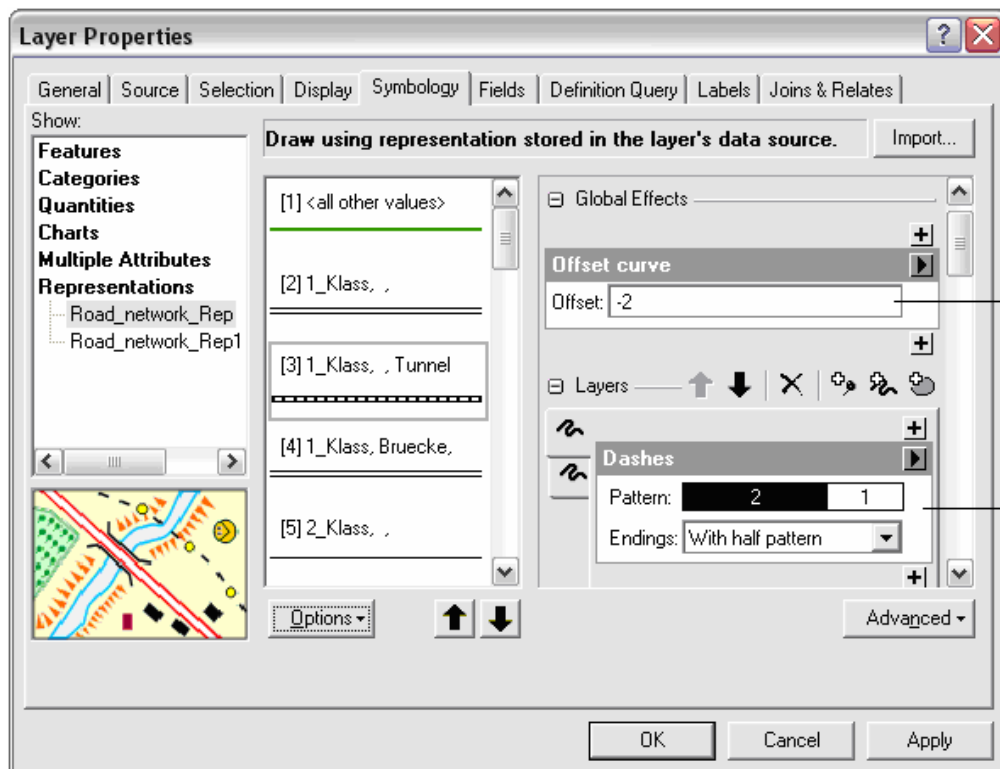 Layer Properties
General Source Selection Display Symbology Fields Definition Query Labels Joins & Relates
Show:
Features
Categories
Quantities
Charts
Multiple Attributes
Representations
Road_network_Rep
Road_network_Rep1
Draw using representation stored in the layer's data source.
Import...
[1] <all other values>
[2] 1_Klass, ,
[3] 1_Klass, , Tunnel
[4] 1_Klass, Bruecke,
[5] 2_Klass, ,
Options
Global Effects
Offset curve
Offset: -2
Layers
Dashes
Pattern: 2 1
Endings: With half pattern
Advanced
OK Cancel Apply